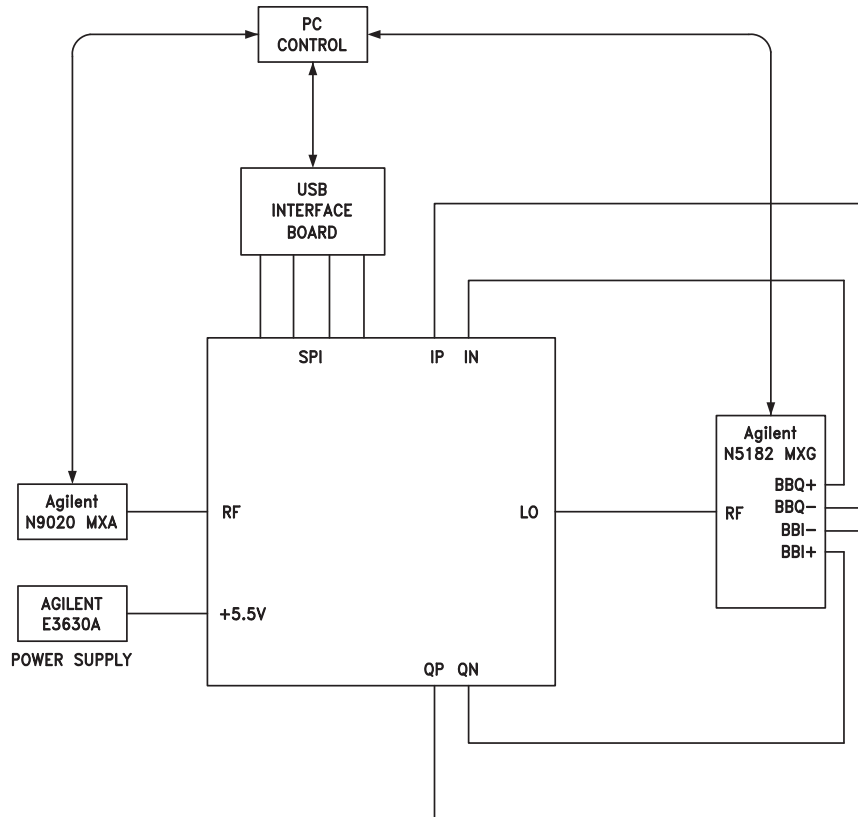 PC
CONTROL
USB
INTERFACE
BOARD
SPI
IP IN
Agilent
N5182 MXG
BBQ+
BBQ−
BBI−
BBI+
RF
Agilent
N9020 MXA
RF
LO
AGILENT
E3630A
+5.5V
POWER SUPPLY
QP QN